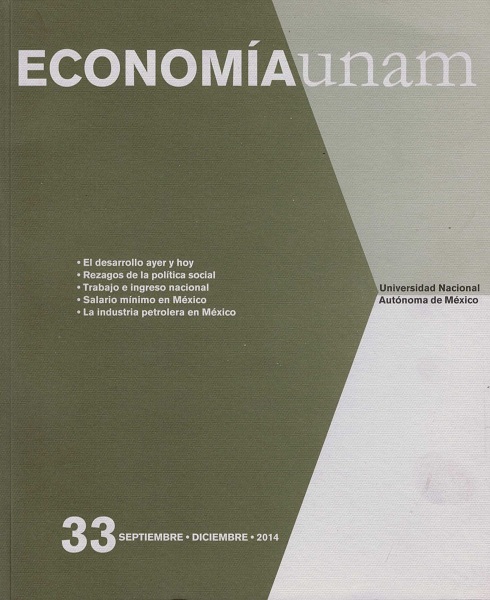 ECONOMÍAunam
• El desarrollo ayer y hoy
• Rezagos de la política social
• Trabajo e ingreso nacional
• Salario mínimo en México
• La industria petrolera en México
Universidad Nacional
Autónoma de México
33 SEPTIEMBRE • DICIEMBRE • 2014